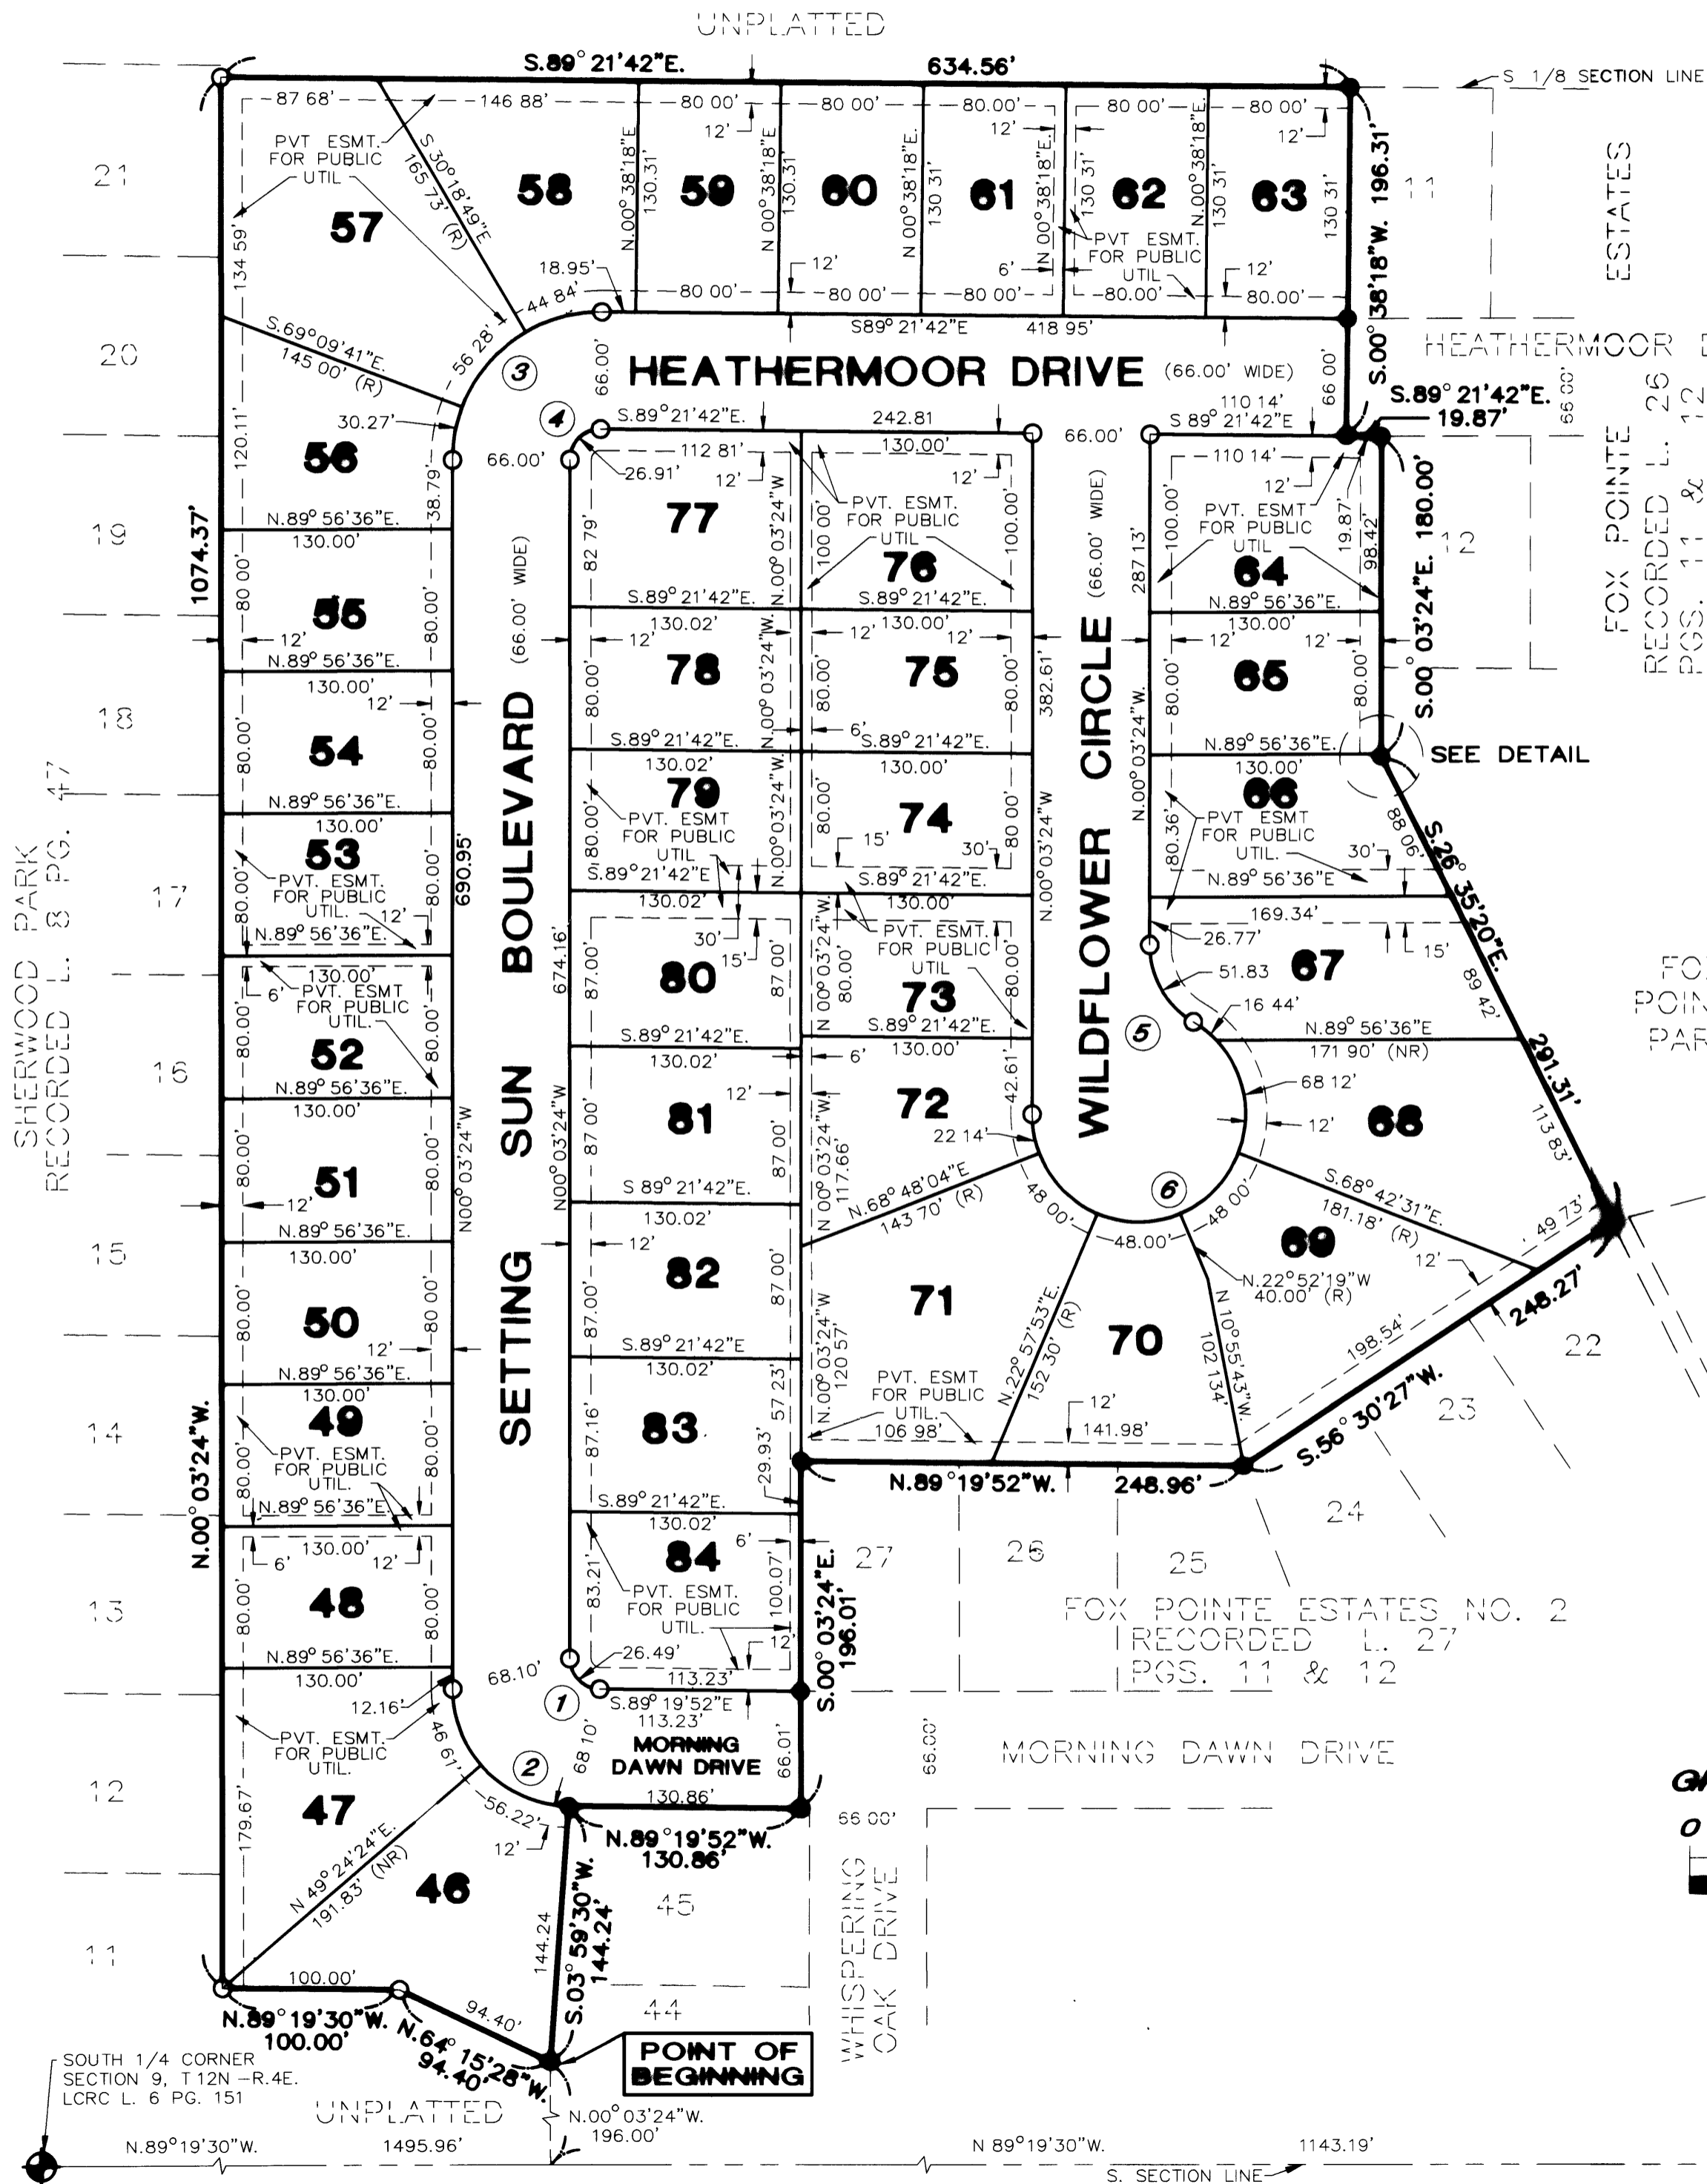 UNPLATTED
S.89°21'42"E.
634.56'
S 1/8 SECTION LINE
87 68'
146 88'
80 00'
80 00'
80.00'
80 00'
80 00'
12'
12'
12'
PVT ESMT.
FOR PUBLIC
UTIL
S 30°18'49"E
165 73' (R)
N.00°38'18"E
130.31'
N 00°38'18"E
130.31'
N 00°38'18"E.
130 31'
N 00°38'18"E.
130 31'
N.00°38'18"E.
130 31'
S.00°38'18"W. 196.31'
21
57
58
59
60
61
62
63
11
ESTATES
PVT ESMT.
FOR PUBLIC
UTIL
134 59'
18.95'
44 84'
12'
6'
12'
80 00'
80 00'
80 00'
80.00'
80.00'
S89°21'42"E
418 95'
20
S.69°09'41"E.
145 00' (R)
56 28'
3
66.00'
HEATHERMOOR DRIVE
(66.00' WIDE)
66 00'
HEATHERMOOR D
S.89°21'42"E.
19.87'
66 00'
30.27'
4
S.89°21'42"E.
242.81
110 14'
S 89°21'42"E
120.11'
56
38.79'
66.00'
26.91'
112 81'
12'
130.00'
12'
66.00'
110 14'
12'
FOX POINTE
RECORDED L. 26
PGS. 11 & 12
19
1074.37'
N.89°56'36"E.
130.00'
82 79'
77
N.00°03'24"W
100 00'
PVT. ESMT.
FOR PUBLIC
UTIL
76
100.00'
(66.00' WIDE)
287 13'
100.00'
PVT. ESMT.
FOR PUBLIC
UTIL
64
19.87'
98.42'
S.00°03'24"E. 180.00'
12
80 00'
55
80.00'
(66.00' WIDE)
S.89°21'42"E.
130.02'
S.89°21'42"E.
130.00'
N.89°56'36"E.
130.00'
12'
12'
12'
12'
12'
12'
N.89°56'36"E.
130.00'
12'
18
80.00'
54
80.00'
80.00'
78
N.00°03'24"W.
80.00'
75
80.00'
382.61'
N.00°03'24"W.
80.00'
65
80.00'
6'
S.89°21'42"E.
130.02'
S.89°21'42"E.
130.00'
N.89°56'36"E.
130.00'
SEE DETAIL
N.89°56'36"E.
130.00'
SHERWOOD PARK
RECORDED L. 8 PG. 47
17
80.00'
53
PVT. ESMT.
FOR PUBLIC
UTIL.
12'
80.00'
690.95'
SETTING SUN BOULEVARD
80.00'
79
PVT. ESMT
FOR PUBLIC
UTIL
N.00°03'24"W.
80.00'
74
15'
30'
80 00'
N.00°03'24"W
WILDFLOWER CIRCLE
80.36'
66
PVT ESMT
FOR PUBLIC
UTIL.
30'
88 06'
S.26°35'20"E.
S.89°21'42"E
130.02'
S.89°21'42"E.
130.00'
N.89°56'36"E
169.34'
15'
N.89°56'36"E.
130.00'
6'
PVT. ESMT
FOR PUBLIC
UTIL.
674.16'
30'
15'
87.00'
80
87 00'
N 00°03'24"W.
80.00'
PVT. ESMT.
FOR PUBLIC
UTIL
73
80.00'
26.77'
51.83
67
16 44'
5
89 42'
291.31'
16
80.00'
52
80.00'
S.89°21'42"E.
130.02'
S.89°21'42"E.
130.00'
N.89°56'36"E
171 90' (NR)
N.89°56'36"E.
130.00'
6'
12'
42.61'
68 12'
12'
72
22 14'
68
113 83'
80.00'
51
80.00'
12'
N00°03'24"W
N00°03'24"W
87 00'
81
87 00'
N 00°03'24"W.
117.66'
N.68°48'04"E
143 70' (R)
48 00'
6
48 00'
48.00'
S.68°42'31"E.
181.18' (R)
49 73'
N.89°56'36"E.
130.00'
S 89°21'42"E.
130.02'
15
80.00'
50
80 00'
12'
12'
87.00'
82
87 00'
71
N.22°57'53"E.
152 30' (R)
70
69
N.22°52'19"W
40.00' (R)
12'
248.27'
N.00°03'24"W
120 57'
N 10°55'43"W.
102 134'
198.54'
22
N.89°56'36"E.
130.00'
S.89°21'42"E
130.02'
14
N.00°03'24"W.
80.00'
49
PVT. ESMT.
FOR PUBLIC
UTIL.
80.00'
87.16'
83
57 23'
29.93'
PVT. ESMT
FOR PUBLIC
UTIL.
106 98'
12'
141.98'
S.56°30'27"W.
23
N.89°19'52"W.
248.96'
N.89°56'36"E.
130.00'
S.89°21'42"E.
130.02'
24
6'
12'
6'
27
26
25
13
80.00'
48
80.00'
83.21'
84
PVT. ESMT.
FOR PUBLIC
UTIL.
100.07'
12'
S.00°03'24"E.
196.01'
FOX POINTE ESTATES NO. 2
RECORDED L. 27
PGS. 11 & 12
N.89°56'36"E.
130.00'
12.16'
68.10'
26.49'
113.23'
1
S.89°19'52"E
113.23'
PVT. ESMT.
FOR PUBLIC
UTIL.
46 61'
2
68 10'
MORNING
DAWN DRIVE
66.01'
66.00'
MORNING DAWN DRIVE
12
179.67'
47
56.22'
12'
130.86'
66 00'
N.89°19'52"W.
130.86'
N 49°24'24"E.
191.83' (NR)
46
144.24
S.03°59'30"W.
144.24'
45
WHISPERING
OAK DRIVE
11
100.00'
N.89°19'30"W.
100.00'
94.40'
N.64°15'28"W.
94.40'
44
POINT OF
BEGINNING
SOUTH 1/4 CORNER
SECTION 9, T12N-R.4E.
LCRC L. 6 PG. 151
UNPLATTED
N.00°03'24"W.
196.00'
N.89°19'30"W.
1495.96'
N 89°19'30"W.
1143.19'
S. SECTION LINE
0